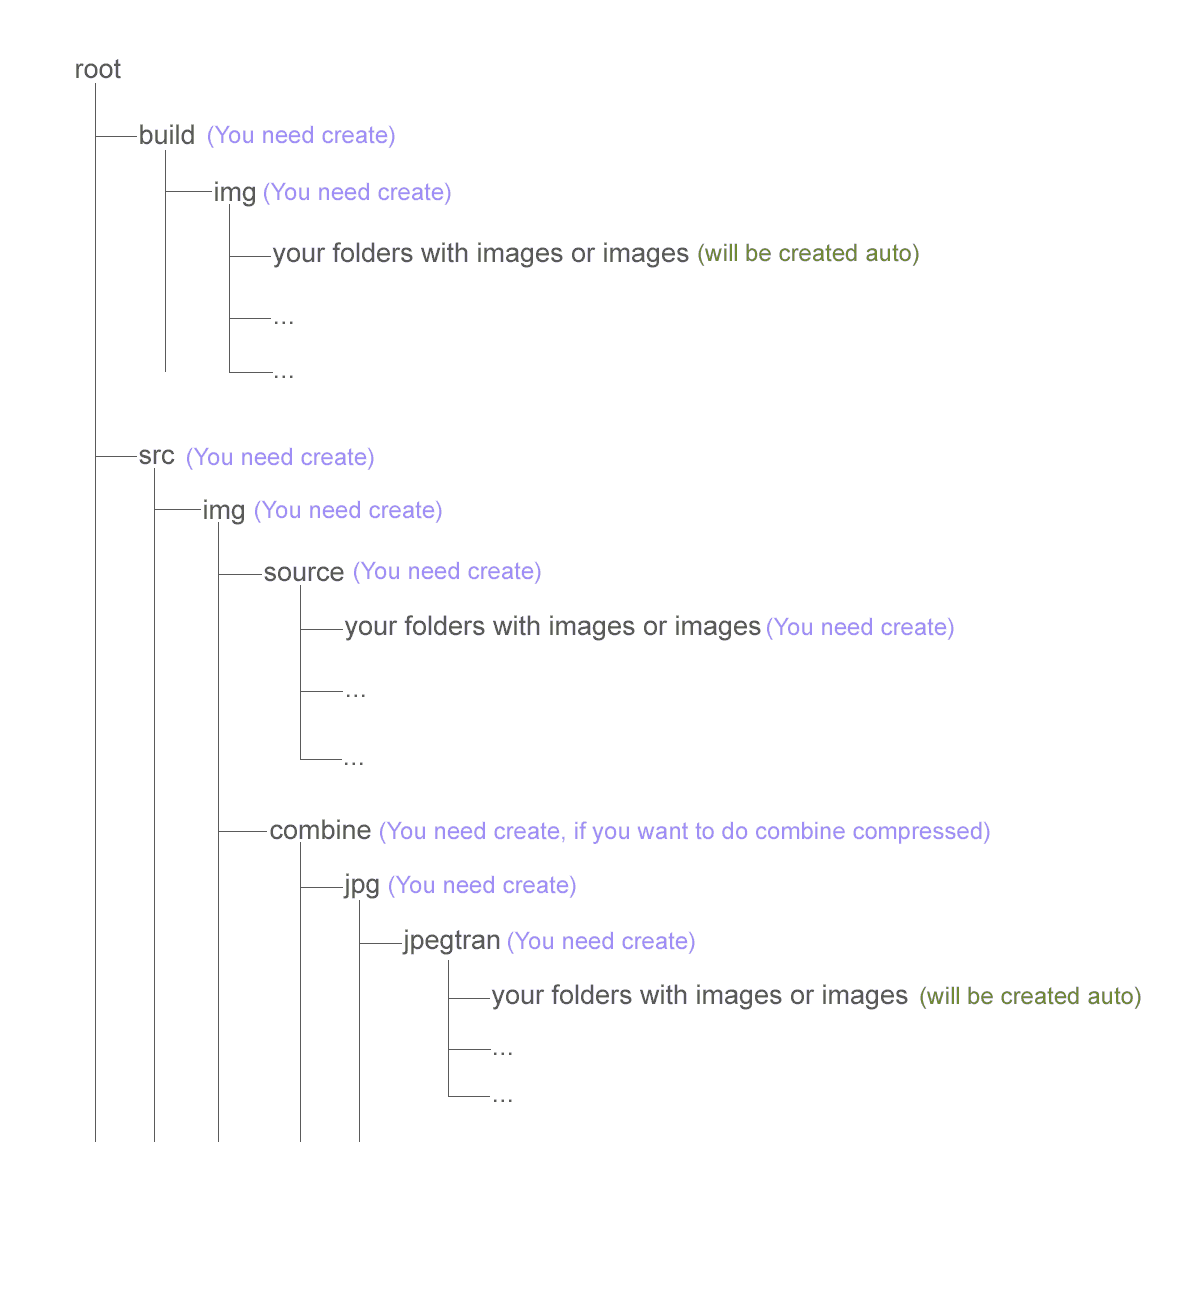 root
build (You need create)
img (You need create)
your folders with images or images (will be created auto)
...
...
src (You need create)
img (You need create)
source (You need create)
your folders with images or images (You need create)
...
...
combine (You need create, if you want to do combine compressed)
jpg (You need create)
jpegtran (You need create)
your folders with images or images (will be created auto)
...
...